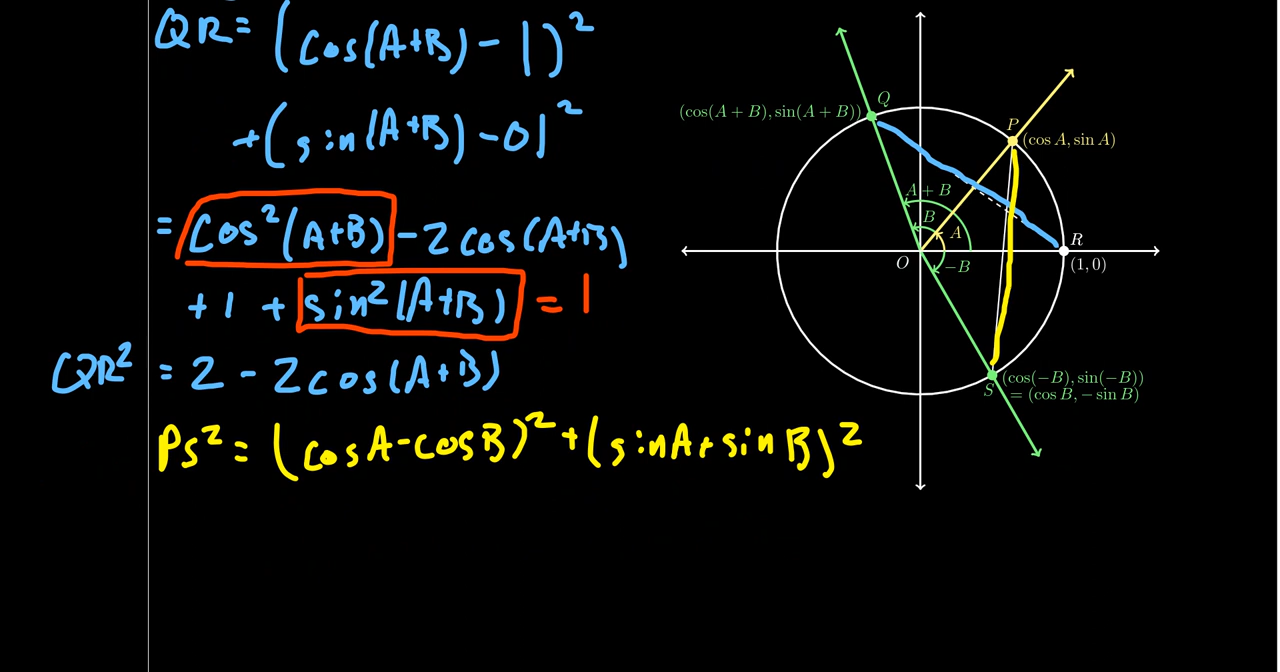 QR² = (cos(A+B) - 1)²
+ (sin(A+B) - 0)²
= cos²(A+B) - 2cos(A+B)
+ 1 + sin²(A+B) = 1
QR² = 2 - 2cos(A+B)
PS² = (cosA - cosB)² + (sinA + sinB)²
Q
(cos(A + B), sin(A + B))
P
(cos A, sin A)
A + B
B
A
R
O
−B
(1, 0)
(cos(−B), sin(−B))
S
= (cos B, − sin B)